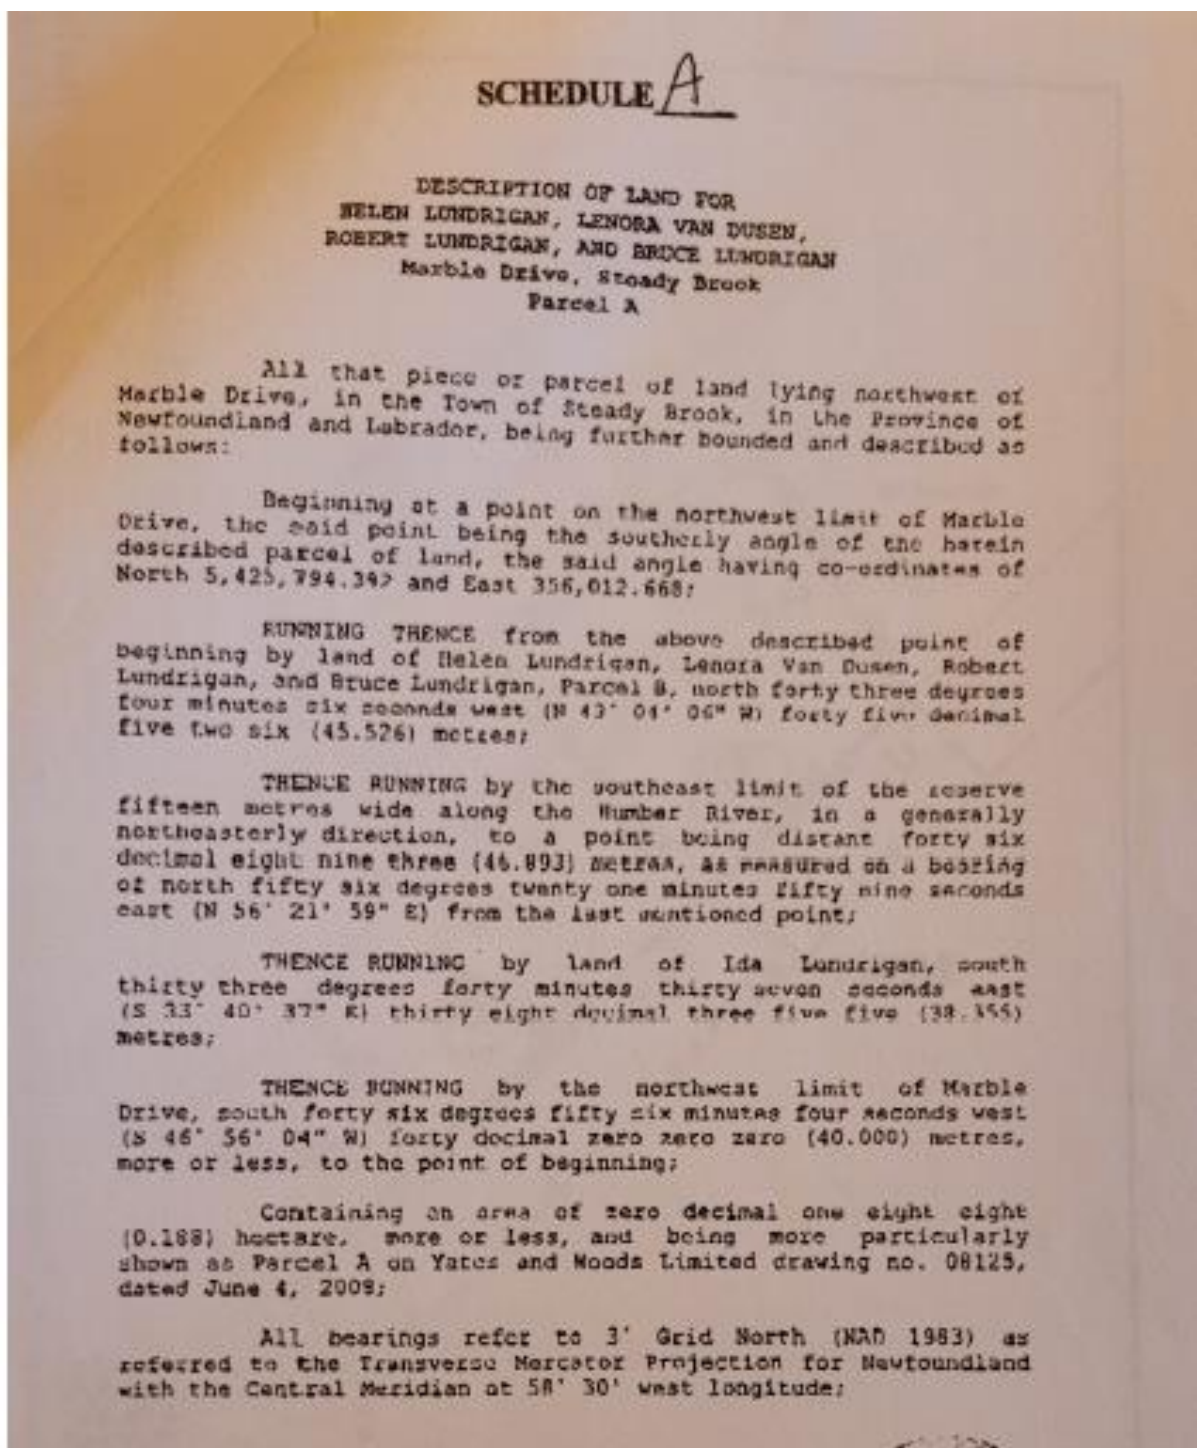 SCHEDULE A
DESCRIPTION OF LAND FOR
HELEN LUNDRIGAN, LENORA VAN DUSEN,
ROBERT LUNDRIGAN, AND BRUCE LUNDRIGAN
Marble Drive, Steady Brook
Parcel A
All that piece or parcel of land lying northwest of
Marble Drive, in the Town of Steady Brook, in the Province of
Newfoundland and Labrador, being further bounded and described as
follows:
Beginning at a point on the northwest limit of Marble
Drive, the said point being the southerly angle of the herein
described parcel of land, the said angle having co-ordinates of
North 5,425,794.392 and East 356,012.668;
RUNNING THENCE from the above described point of
beginning by land of Helen Lundrigan, Lenora Van Dusen, Robert
Lundrigan, and Bruce Lundrigan, Parcel B, north forty three degrees
four minutes six seconds west (N 43° 04' 06" W) forty five decimal
five two six (45.526) metres;
THENCE RUNNING by the southeast limit of the reserve
fifteen metres wide along the Humber River, in a generally
northeasterly direction, to a point being distant forty six
decimal eight nine three (46.893) metres, as measured on a bearing
of north fifty six degrees twenty one minutes fifty nine seconds
east (N 56° 21' 59" E) from the last mentioned point;
THENCE RUNNING by land of Ida Lundrigan, south
thirty three degrees forty minutes thirty seven seconds east
(S 33° 40' 37" E) thirty eight decimal three five five (38.355)
metres;
THENCE RUNNING by the northwest limit of Marble
Drive, south forty six degrees fifty six minutes four seconds west
(S 46° 56' 04" W) forty decimal zero zero zero (40.000) metres,
more or less, to the point of beginning;
Containing an area of zero decimal one eight eight
(0.188) hectare, more or less, and being more particularly
shown as Parcel A on Yates and Woods Limited drawing no. 08125,
dated June 4, 2008;
All bearings refer to 3° Grid North (NAD 1983) as
referred to the Transverse Mercator Projection for Newfoundland
with the Central Meridian at 58° 30' west longitude;